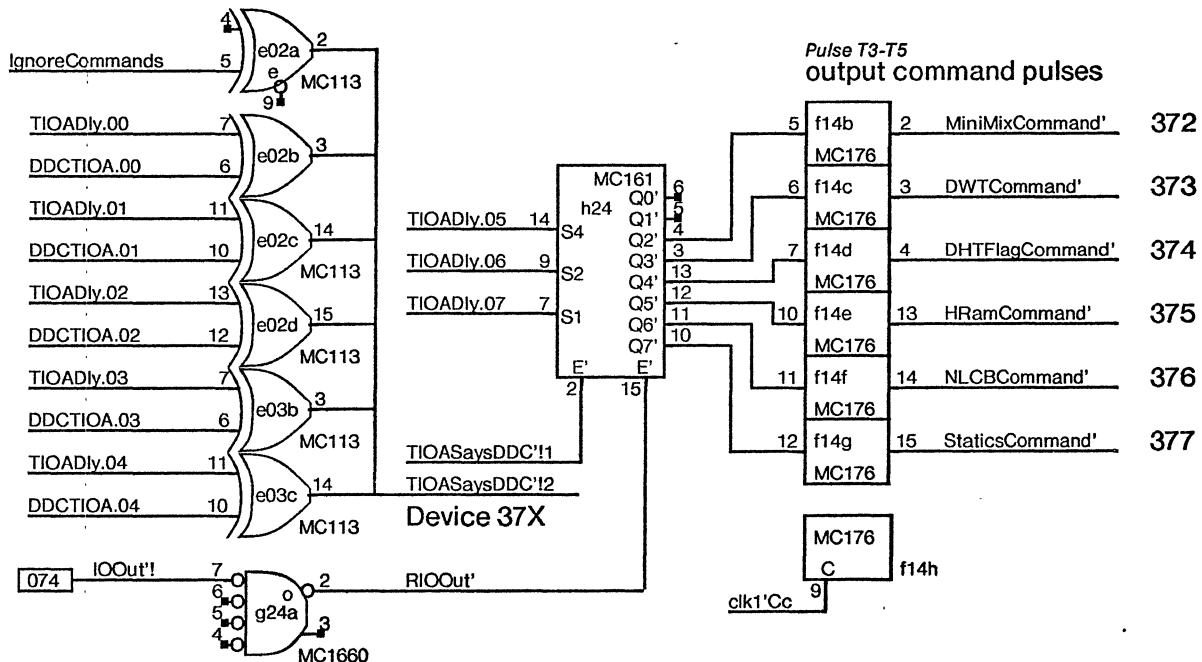 4
IgnoreCommands 5
e02a
e
9
2
MC113
TIOADly.00 7
DDCTIOA.00 6
e02b
3
MC113
TIOADly.01 11
DDCTIOA.01 10
e02c
14
MC113
TIOADly.02 13
DDCTIOA.02 12
e02d
15
MC113
TIOADly.03 7
DDCTIOA.03 6
e03b
3
MC113
TIOADly.04 11
DDCTIOA.04 10
e03c
14
MC113
074
IOOut'! 7
6
5
4
o
g24a
2
3
MC1660
RIOOut'
TIOADly.05 14
TIOADly.06 9
TIOADly.07 7
MC161
h24
S4
S2
S1
Q0' 6
Q1' 5
Q2' 4
Q3' 3
Q4' 13
Q5' 12
Q6' 11
Q7' 10
E' E'
2 15
TIOASaysDDC'!1
TIOASaysDDC'!2
Device 37X
Pulse T3-T5
output command pulses
5 f14b 2 MiniMixCommand' 372
MC176
6 f14c 3 DWTCommand' 373
MC176
7 f14d 4 DHTFlagCommand' 374
MC176
10 f14e 13 HRamCommand' 375
MC176
11 f14f 14 NLCBCommand' 376
MC176
12 f14g 15 StaticsCommand' 377
MC176
MC176
C
f14h
9
clk1'Cc